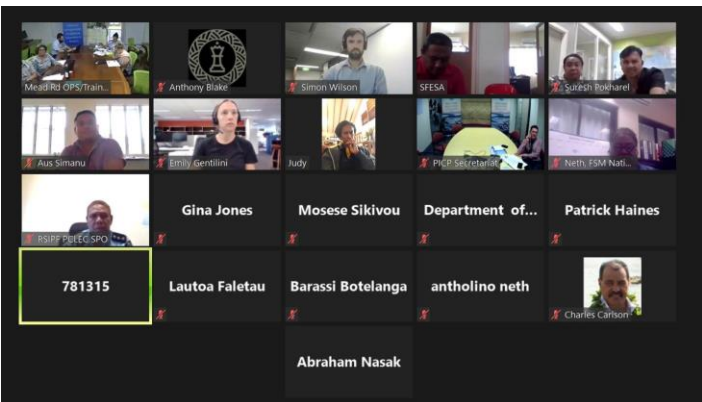 Mead Rd OPS/Train...
Anthony Blake
Simon Wilson
SFESA
Suresh Pokharel
Aus Simanu
Emily Gentilini
Judy
PICP Secretariat
Neth, FSM Nati...
RSIPF PCLEC SPO
Gina Jones
Mosese Sikivou
Department of...
Patrick Haines
781315
Lautoa Faletau
Barassi Botelanga
antholino neth
Charles Carlson
Abraham Nasak